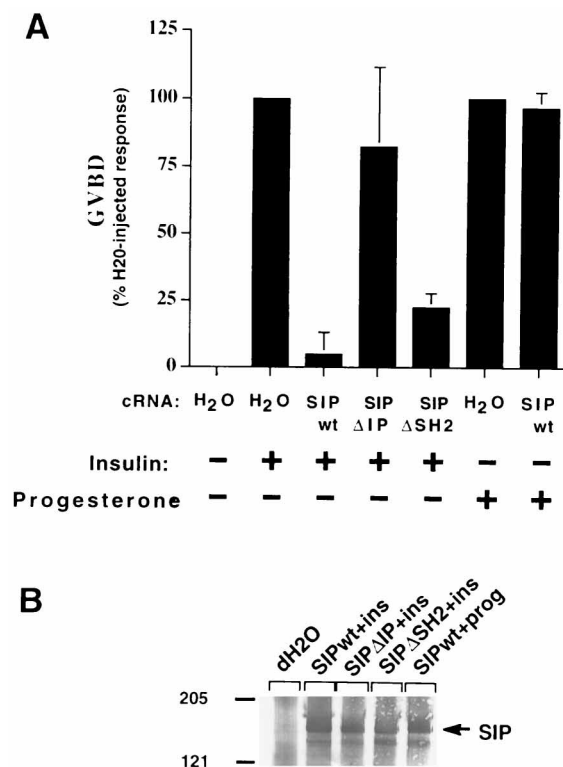 A
125
100
75
50
25
0
GVBD
(% H20-injected response)
cRNA: H2O H2O SIP wt SIP ΔIP SIP ΔSH2 H2O SIP wt
Insulin: − + + + + − −
Progesterone − − − − − + +
B
dH2O SIPwt+ins SIPΔIP+ins SIPΔSH2+ins SIPwt+prog
205
121
SIP